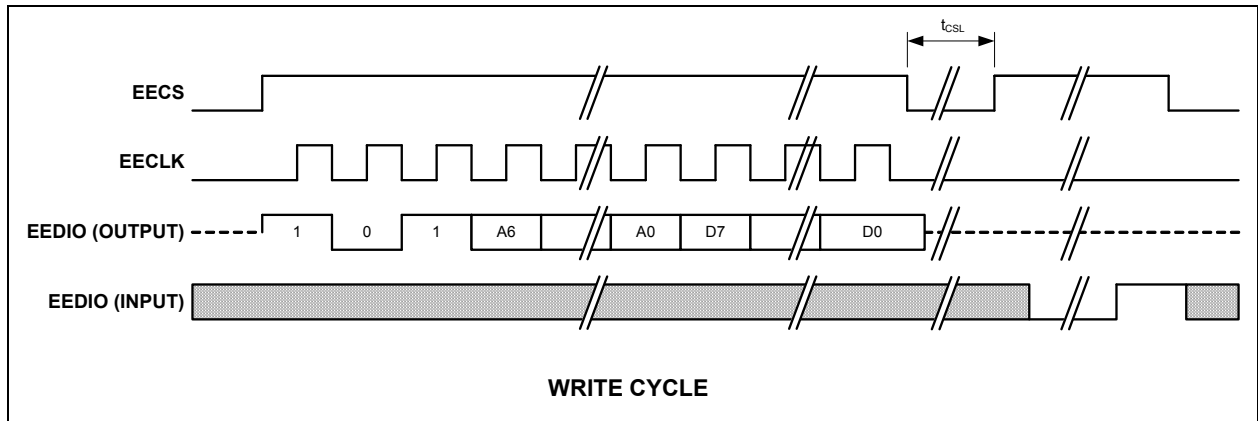 tCSL
EECS
EECLK
EEDIO (OUTPUT) 1 0 1 A6 A0 D7 D0
EEDIO (INPUT)
WRITE CYCLE